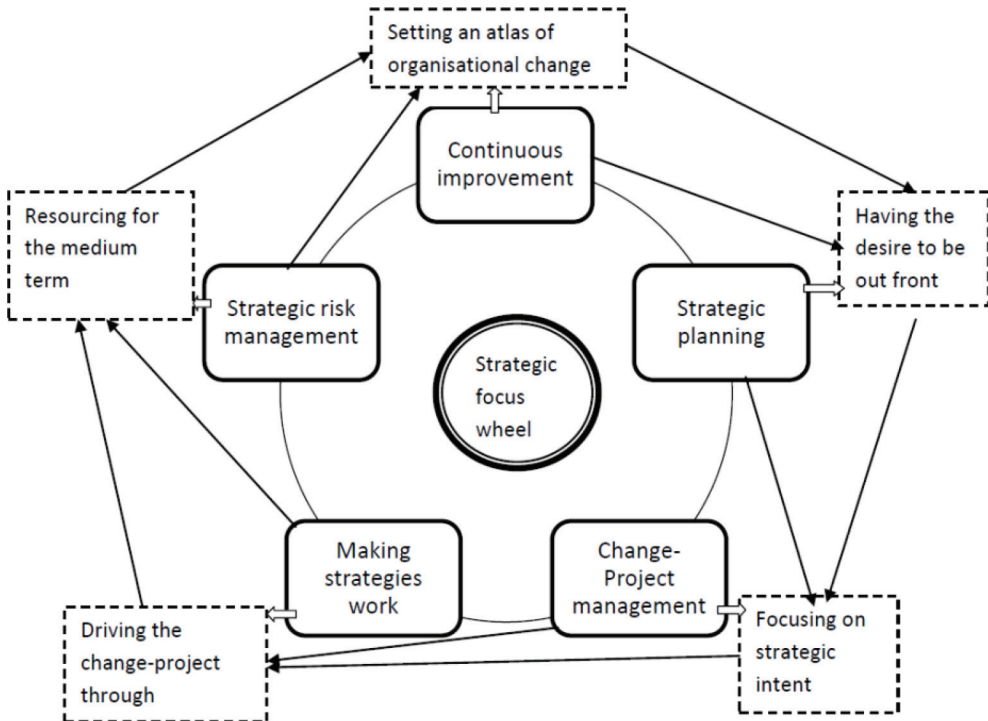 Setting an atlas of
organisational change
Continuous
improvement
Resourcing for
the medium
term
Having the
desire to be
out front
Strategic risk
management
Strategic
planning
Strategic
focus
wheel
Making
strategies
work
Change-
Project
management
Driving the
change-project
through
Focusing on
strategic
intent